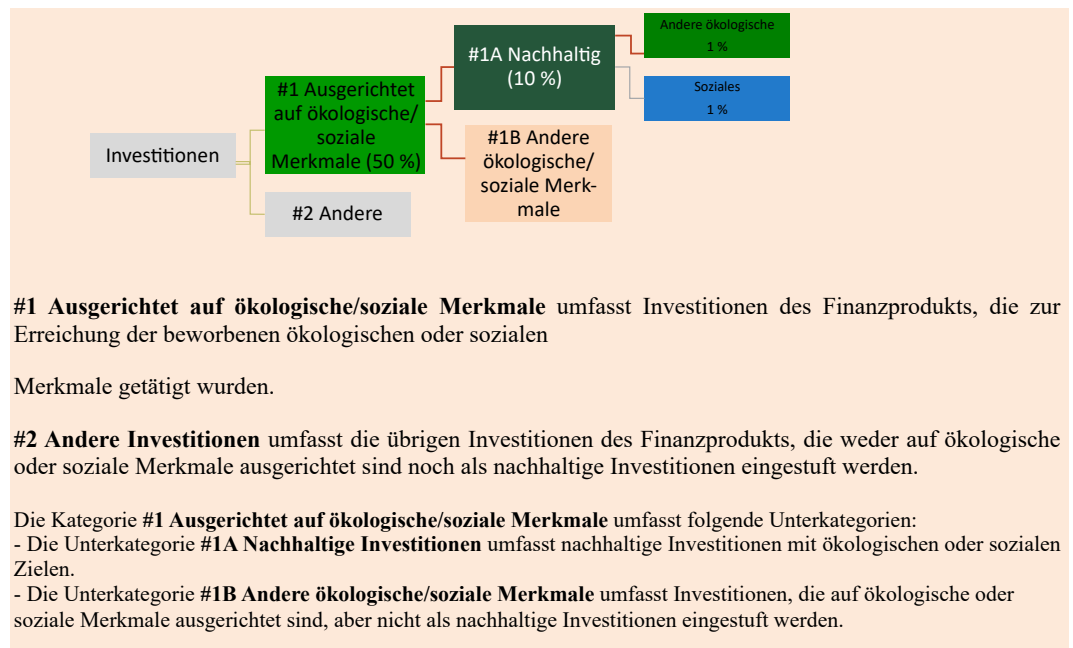 Investitionen
#1 Ausgerichtet
auf ökologische/
soziale
Merkmale (50 %)
#2 Andere
#1A Nachhaltig
(10 %)
#1B Andere
ökologische/
soziale Merk-
male
Andere ökologische
1 %
Soziales
1 %
#1 Ausgerichtet auf ökologische/soziale Merkmale umfasst Investitionen des Finanzprodukts, die zur
Erreichung der beworbenen ökologischen oder sozialen
Merkmale getätigt wurden.
#2 Andere Investitionen umfasst die übrigen Investitionen des Finanzprodukts, die weder auf ökologische
oder soziale Merkmale ausgerichtet sind noch als nachhaltige Investitionen eingestuft werden.
Die Kategorie #1 Ausgerichtet auf ökologische/soziale Merkmale umfasst folgende Unterkategorien:
- Die Unterkategorie #1A Nachhaltige Investitionen umfasst nachhaltige Investitionen mit ökologischen oder sozialen
Zielen.
- Die Unterkategorie #1B Andere ökologische/soziale Merkmale umfasst Investitionen, die auf ökologische oder
soziale Merkmale ausgerichtet sind, aber nicht als nachhaltige Investitionen eingestuft werden.